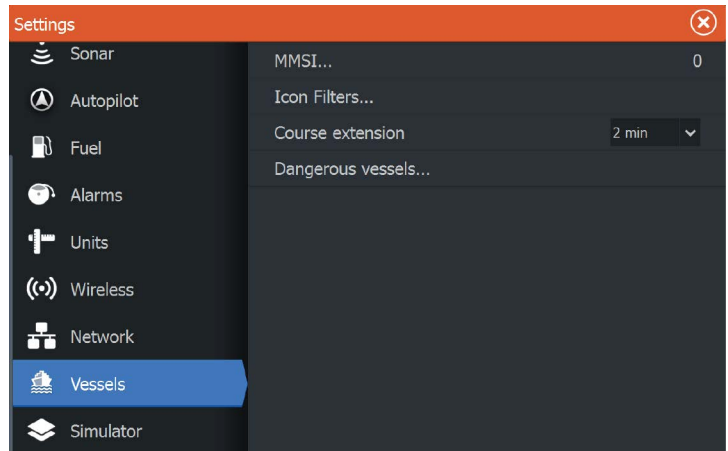 Settings
Sonar
Autopilot
Fuel
Alarms
Units
Wireless
Network
Vessels
Simulator
MMSI... 0
Icon Filters...
Course extension 2 min
Dangerous vessels...